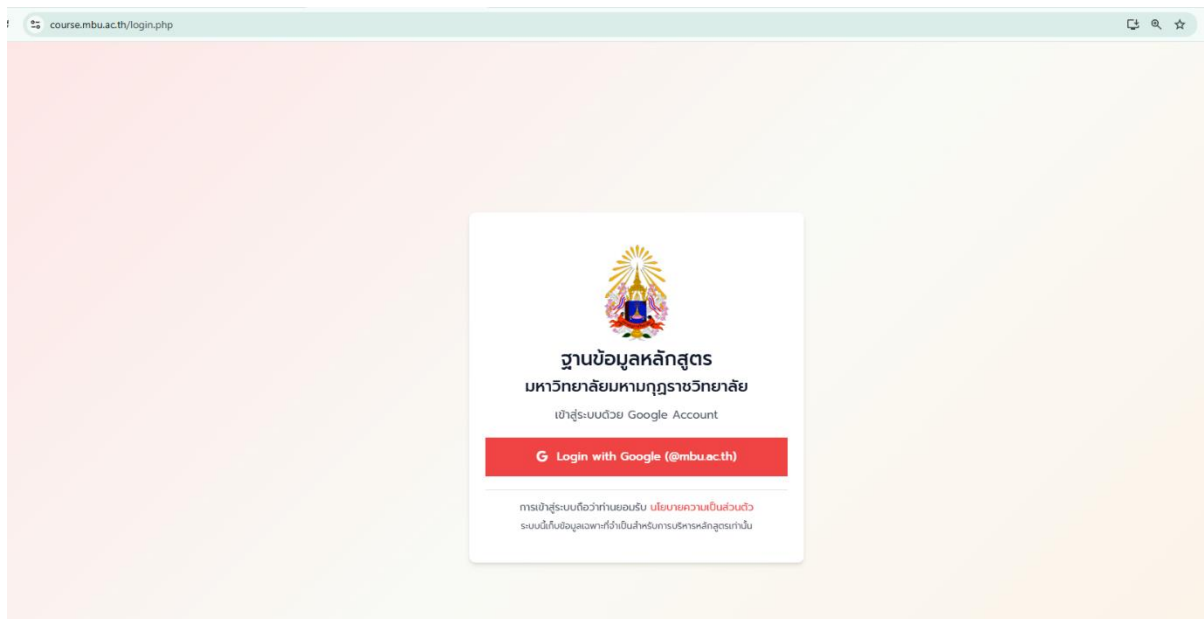 course.mbu.ac.th/login.php
ฐานข้อมูลหลักสูตร
มหาวิทยาลัยมหามกุฏราชวิทยาลัย
เข้าสู่ระบบด้วย Google Account
G Login with Google (@mbu.ac.th)
การเข้าสู่ระบบถือว่าท่านยอมรับ นโยบายความเป็นส่วนตัว
ระบบนี้เก็บข้อมูลเฉพาะที่จำเป็นสำหรับการบริหารหลักสูตรเท่านั้น